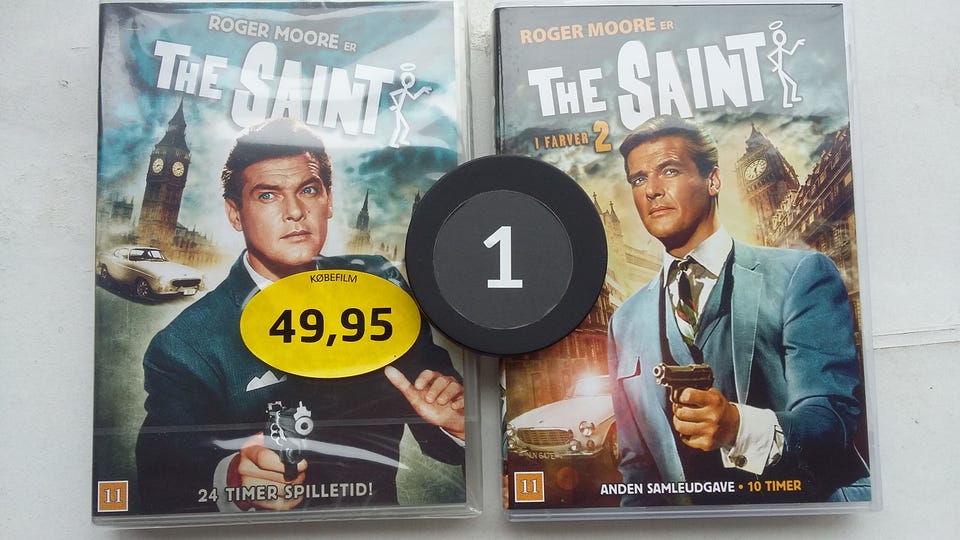 ROGER MOORE ER
THE SAINT
KØBEFILM
49,95
11
24 TIMER SPILLETID!
1
ROGER MOORE ER
THE SAINT
I FARVER 2
11
ANDEN SAMLEUDGAVE • 10 TIMER